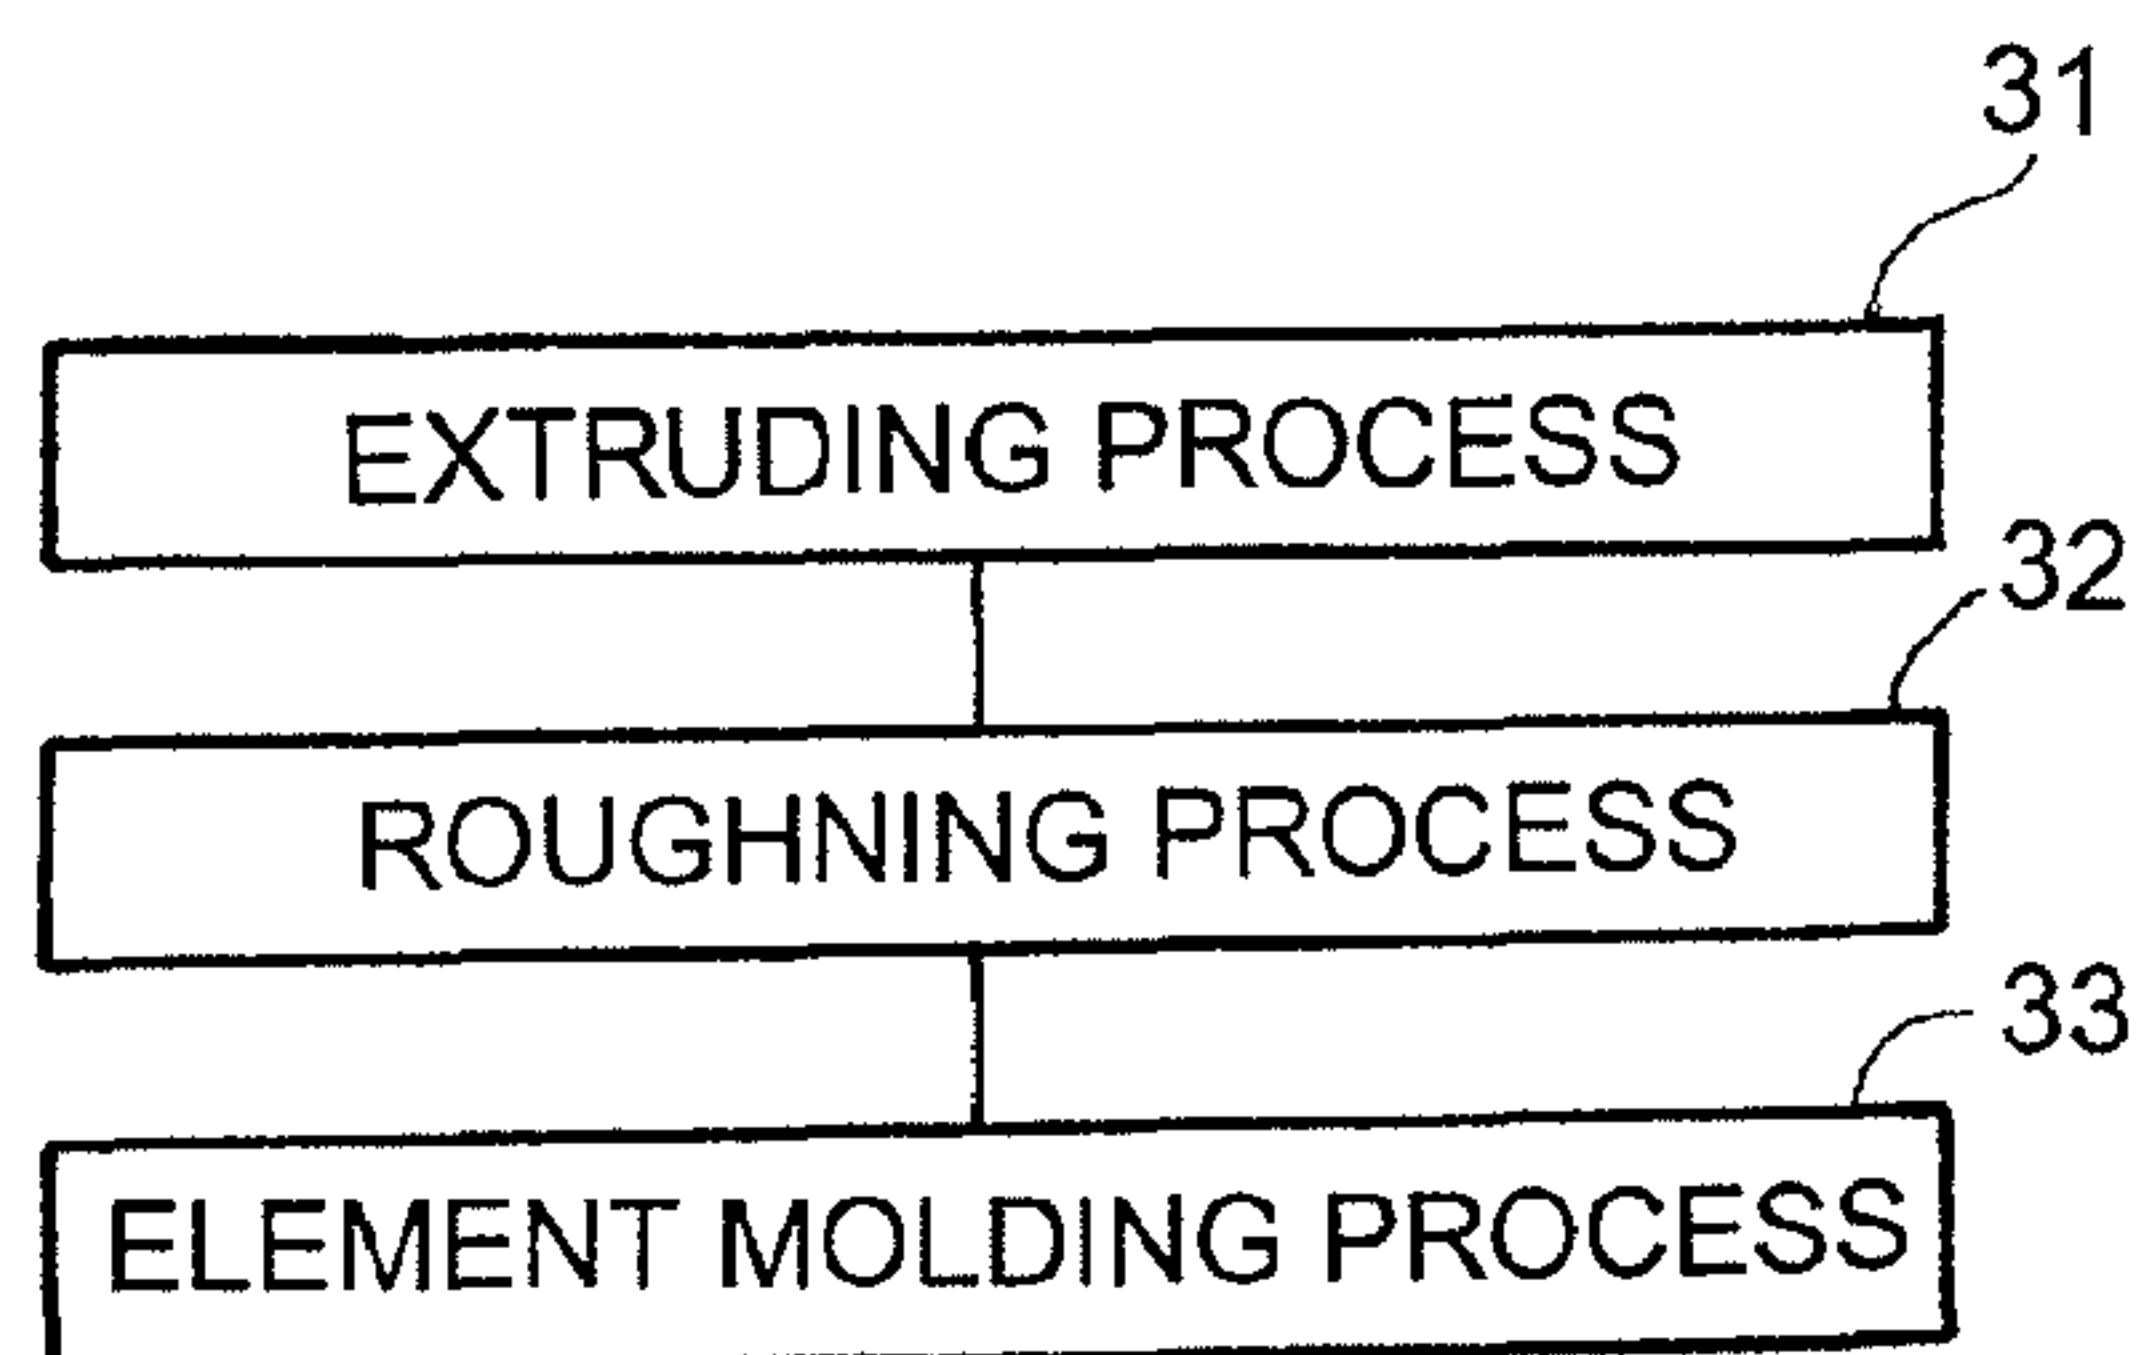 31
EXTRUDING PROCESS
32
ROUGHNING PROCESS
33
ELEMENT MOLDING PROCESS